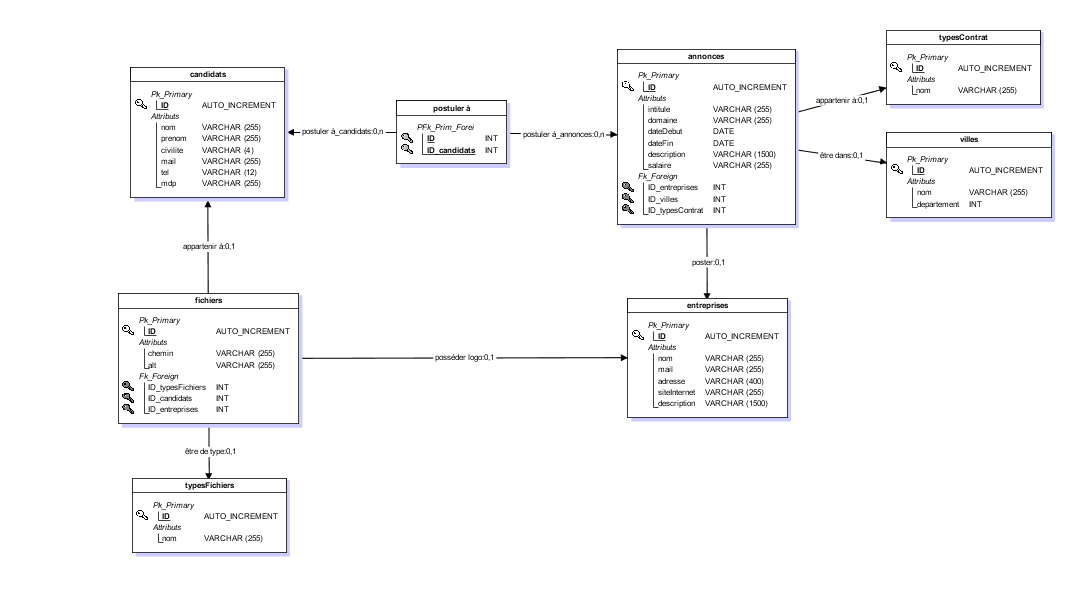 candidats
Pk_Primary
ID AUTO_INCREMENT
Attributs
nom VARCHAR (255)
prenom VARCHAR (255)
civilite VARCHAR (4)
mail VARCHAR (255)
tel VARCHAR (12)
mdp VARCHAR (255)
postuler à_candidats:0,n
postuler à
PFk_Prim_Forei
ID INT
ID_candidats INT
postuler à_annonces:0,n
annonces
Pk_Primary
ID AUTO_INCREMENT
Attributs
intitule VARCHAR (255)
domaine VARCHAR (255)
dateDebut DATE
dateFin DATE
description VARCHAR (1500)
salaire VARCHAR (255)
Fk_Foreign
ID_entreprises INT
ID_villes INT
ID_typesContrat INT
appartenir à:0,1
typesContrat
Pk_Primary
ID AUTO_INCREMENT
Attributs
nom VARCHAR (255)
être dans:0,1
villes
Pk_Primary
ID AUTO_INCREMENT
Attributs
nom VARCHAR (255)
departement INT
appartenir à:0,1
poster:0,1
fichiers
Pk_Primary
ID AUTO_INCREMENT
Attributs
chemin VARCHAR (255)
alt VARCHAR (255)
Fk_Foreign
ID_typesFichiers INT
ID_candidats INT
ID_entreprises INT
posséder logo:0,1
entreprises
Pk_Primary
ID AUTO_INCREMENT
Attributs
nom VARCHAR (255)
mail VARCHAR (255)
adresse VARCHAR (400)
siteInternet VARCHAR (255)
description VARCHAR (1500)
être de type:0,1
typesFichiers
Pk_Primary
ID AUTO_INCREMENT
Attributs
nom VARCHAR (255)